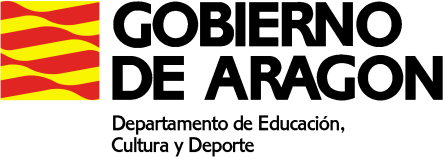 GOBIERNO
DE ARAGON
Departamento de Educación,
Cultura y Deporte